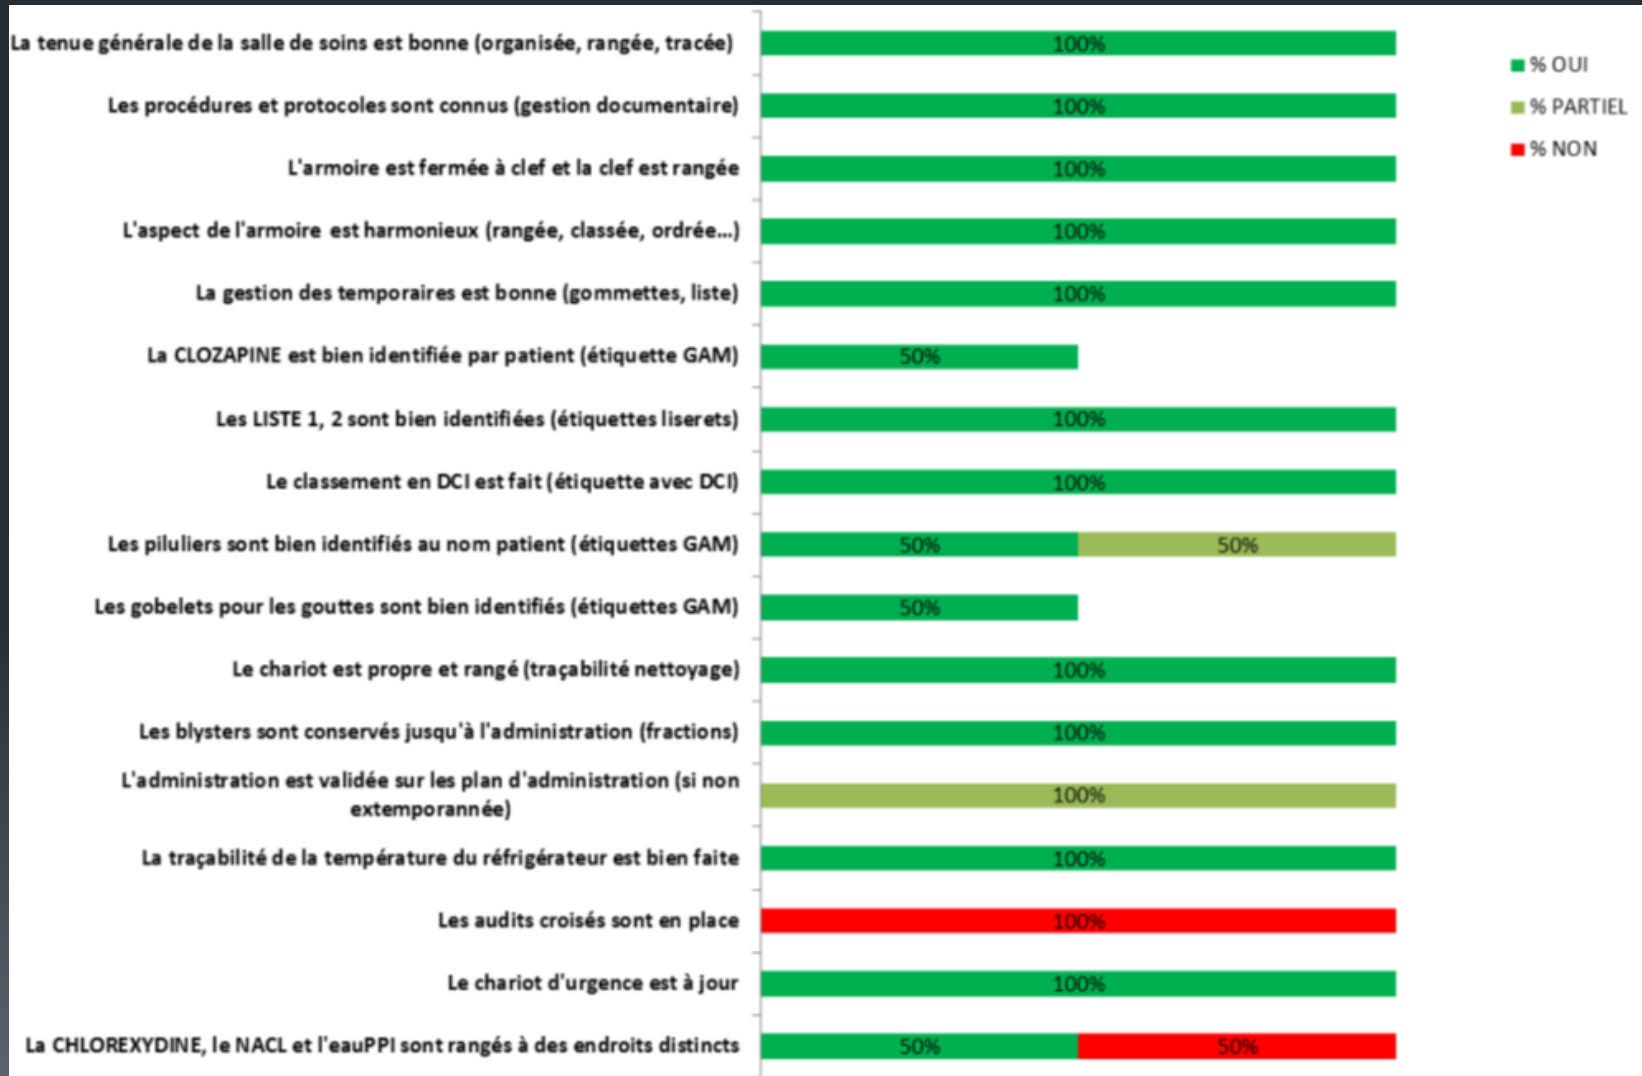 La tenue générale de la salle de soins est bonne (organisée, rangée, tracée) 100%
Les procédures et protocoles sont connus (gestion documentaire) 100%
L'armoire est fermée à clef et la clef est rangée 100%
L'aspect de l'armoire est harmonieux (rangée, classée, ordrée...) 100%
La gestion des temporaires est bonne (gommettes, liste) 100%
La CLOZAPINE est bien identifiée par patient (étiquette GAM) 50%
Les LISTE 1, 2 sont bien identifiées (étiquettes liserets) 100%
Le classement en DCI est fait (étiquette avec DCI) 100%
Les piluliers sont bien identifiés au nom patient (étiquettes GAM) 50% 50%
Les gobelets pour les gouttes sont bien identifiés (étiquettes GAM) 50%
Le chariot est propre et rangé (traçabilité nettoyage) 100%
Les blysters sont conservés jusqu'à l'administration (fractions) 100%
L'administration est validée sur les plan d'administration (si non
extemporannée) 100%
La traçabilité de la température du réfrigérateur est bien faite 100%
Les audits croisés sont en place 100%
Le chariot d'urgence est à jour 100%
La CHLOREXYDINE, le NACL et l'eauPPI sont rangés à des endroits distincts 50% 50%
% OUI
% PARTIEL
% NON